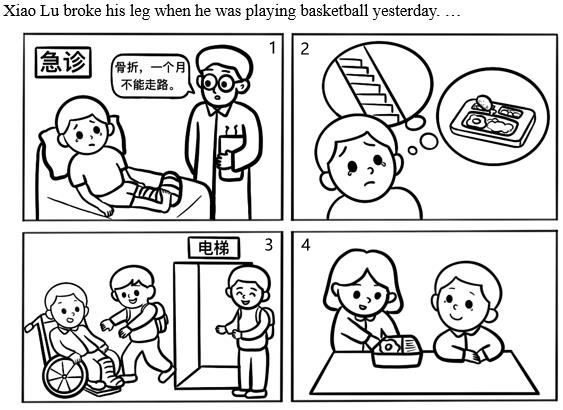 Xiao Lu broke his leg when he was playing basketball yesterday. …
急诊
骨折，一个月
不能走路。
1
2
电梯
3
4